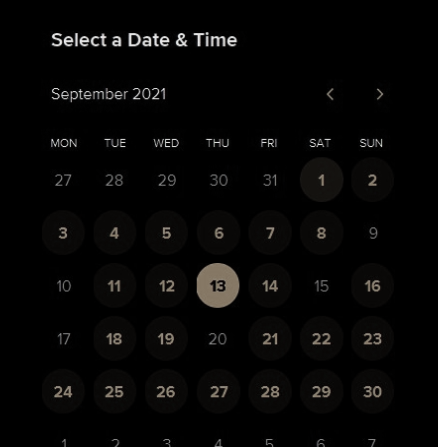 Select a Date & Time
September 2021
MON TUE WED THU FRI SAT SUN
27 28 29 30 31 1 2
3 4 5 6 7 8 9
10 11 12 13 14 15 16
17 18 19 20 21 22 23
24 25 26 27 28 29 30
1 2 3 4 5 6 7